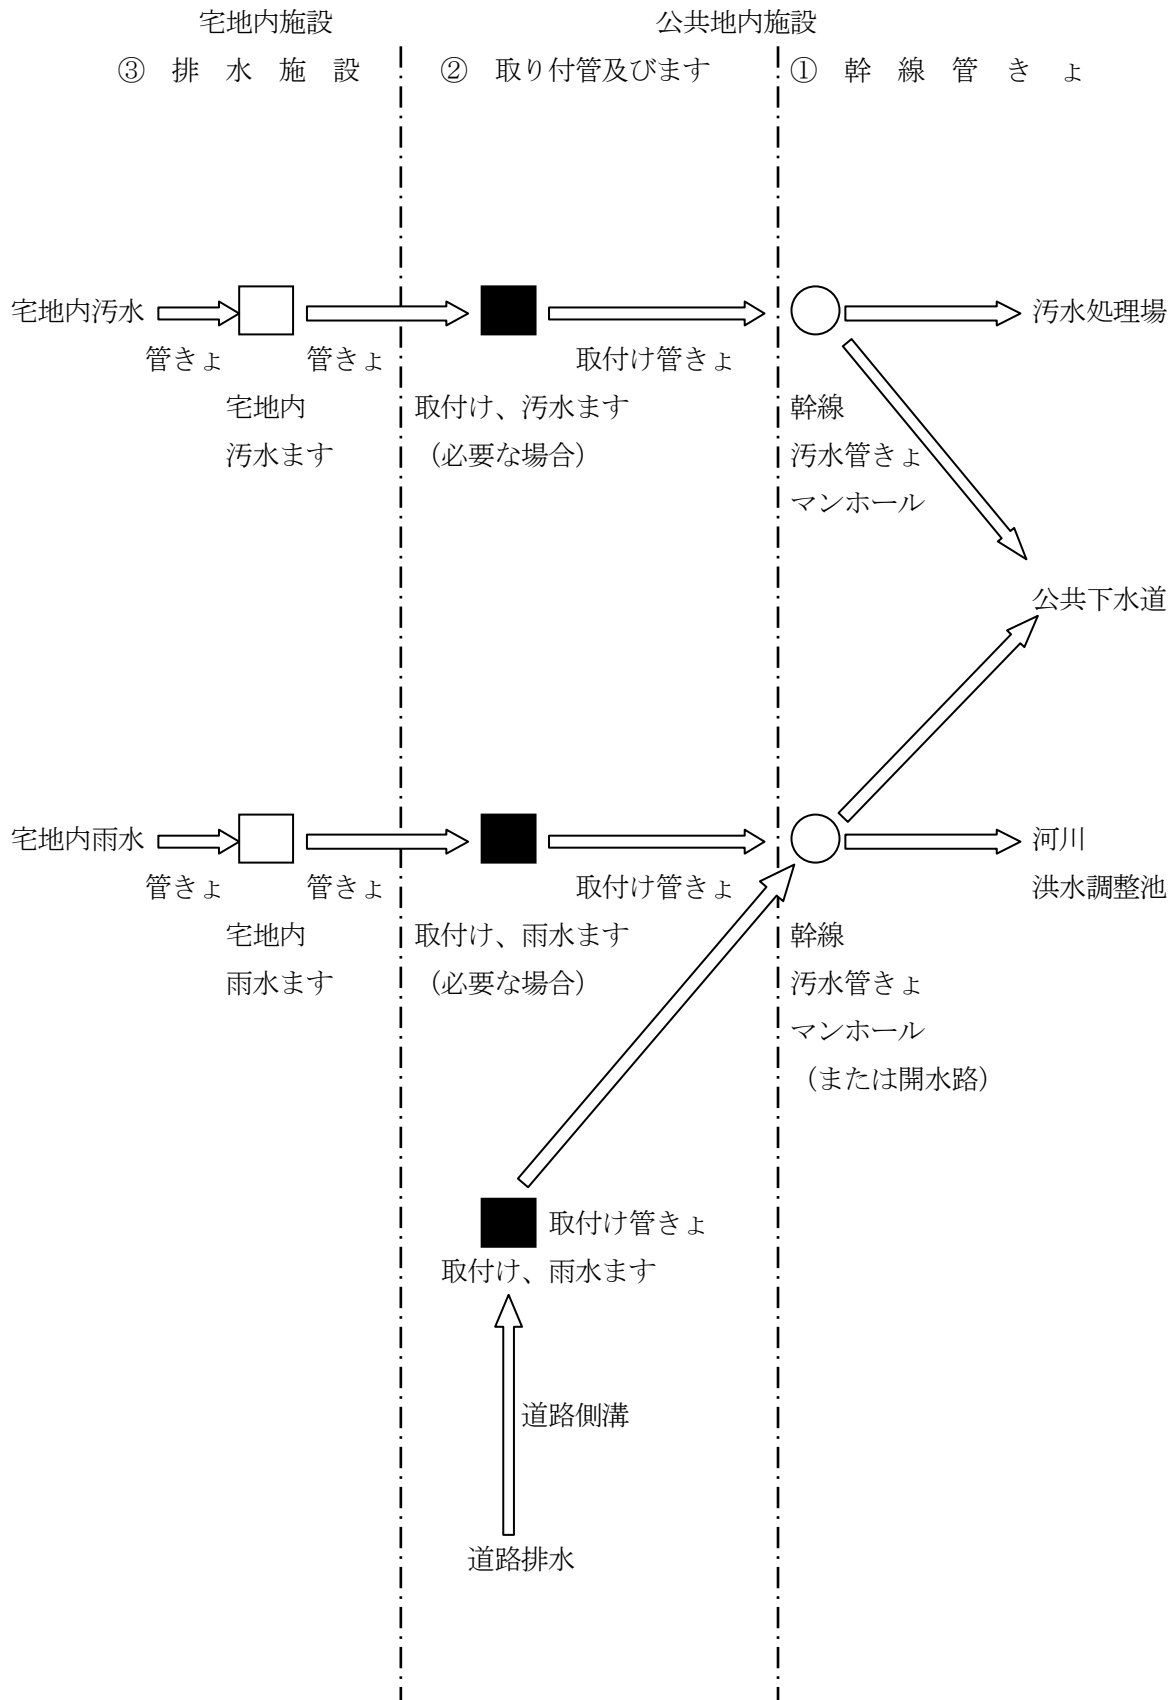 宅地内施設
公共地内施設
③ 排 水 施 設
② 取り付管及びます
① 幹 線 管 き ょ
宅地内汚水
汚水処理場
管きょ
管きょ
取付け管きょ
宅地内
汚水ます
取付け、汚水ます
（必要な場合）
幹線
汚水管きょ
マンホール
公共下水道
宅地内雨水
河川
洪水調整池
管きょ
管きょ
取付け管きょ
宅地内
雨水ます
取付け、雨水ます
（必要な場合）
幹線
汚水管きょ
マンホール
（または開水路）
取付け管きょ
取付け、雨水ます
道路側溝
道路排水